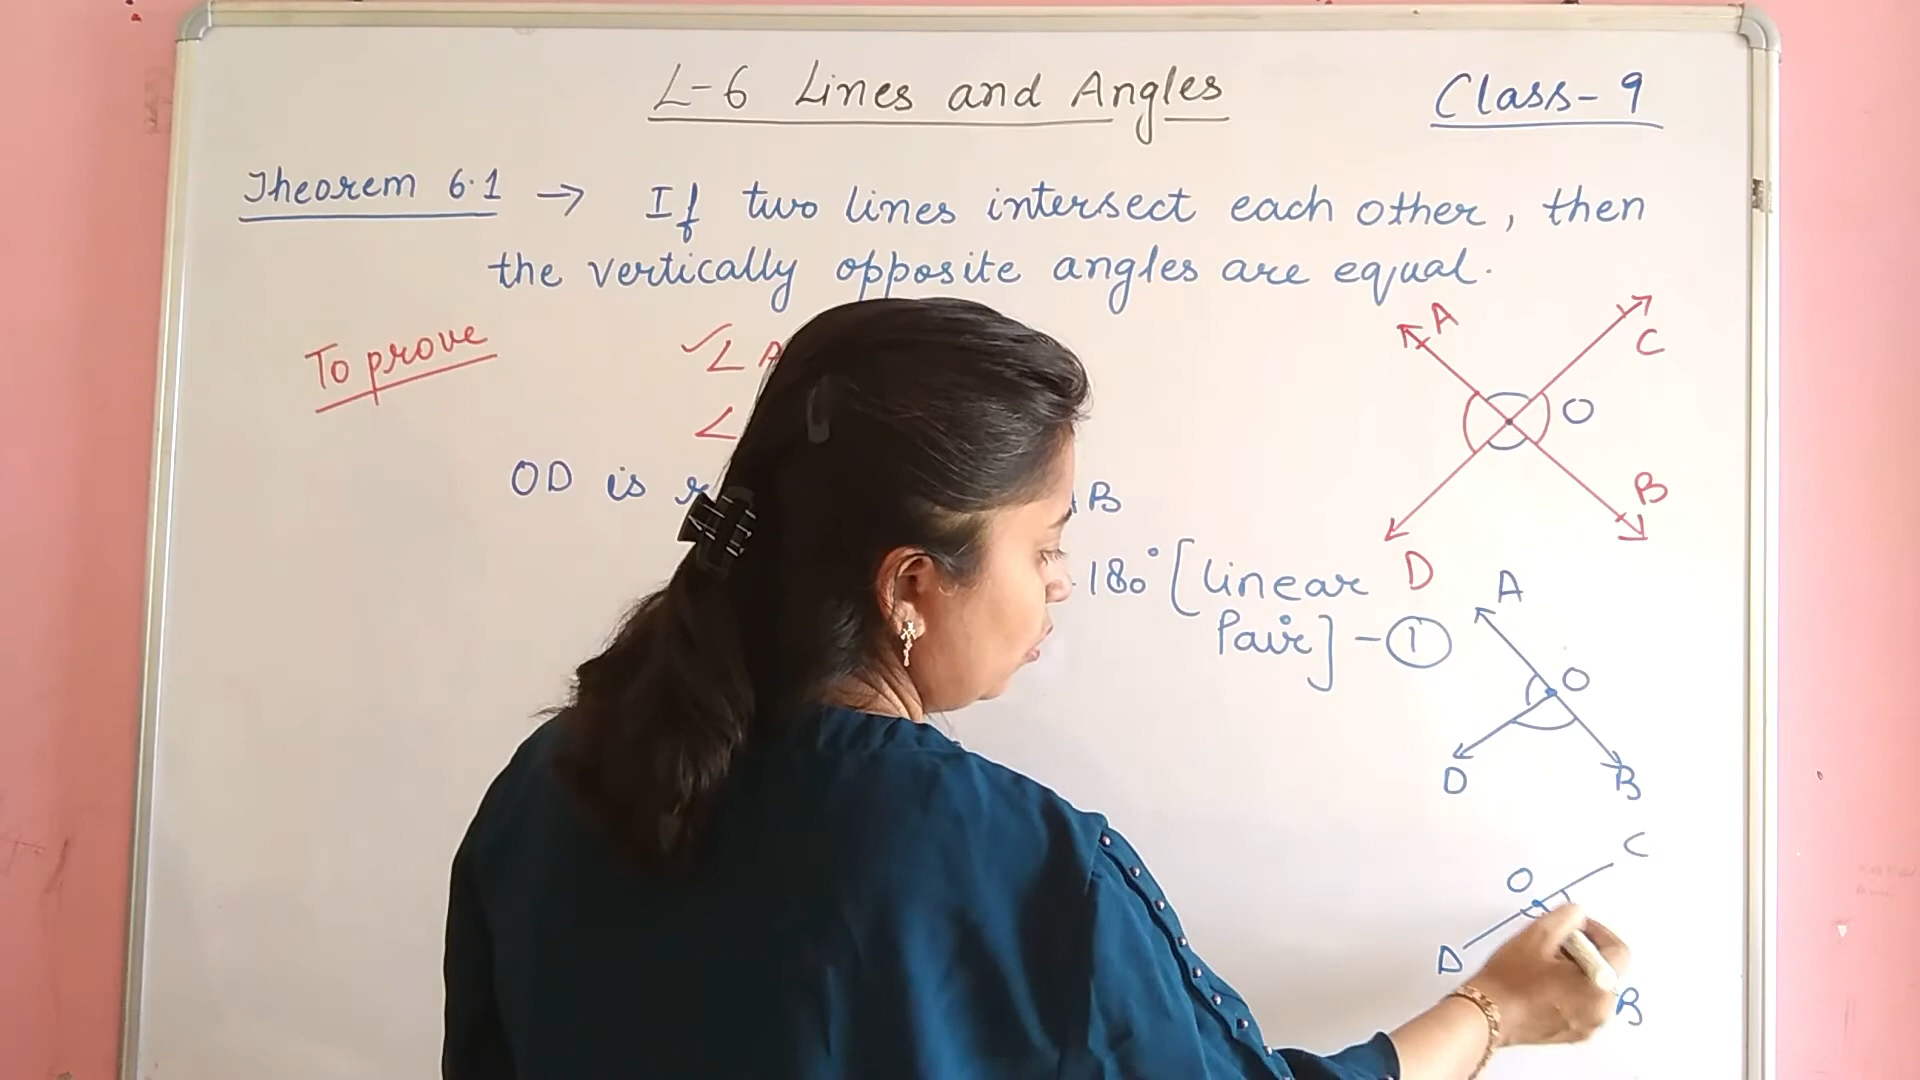 L-6 Lines and Angles
Class-9
Theorem 6.1 → If two lines intersect each other, then
the vertically opposite angles are equal.
To prove
✓∠ A
∠
OD is
AB
180° [linear
Pair] - ①
A
C
O
B
D
A
O
D
B
C
O
D
B